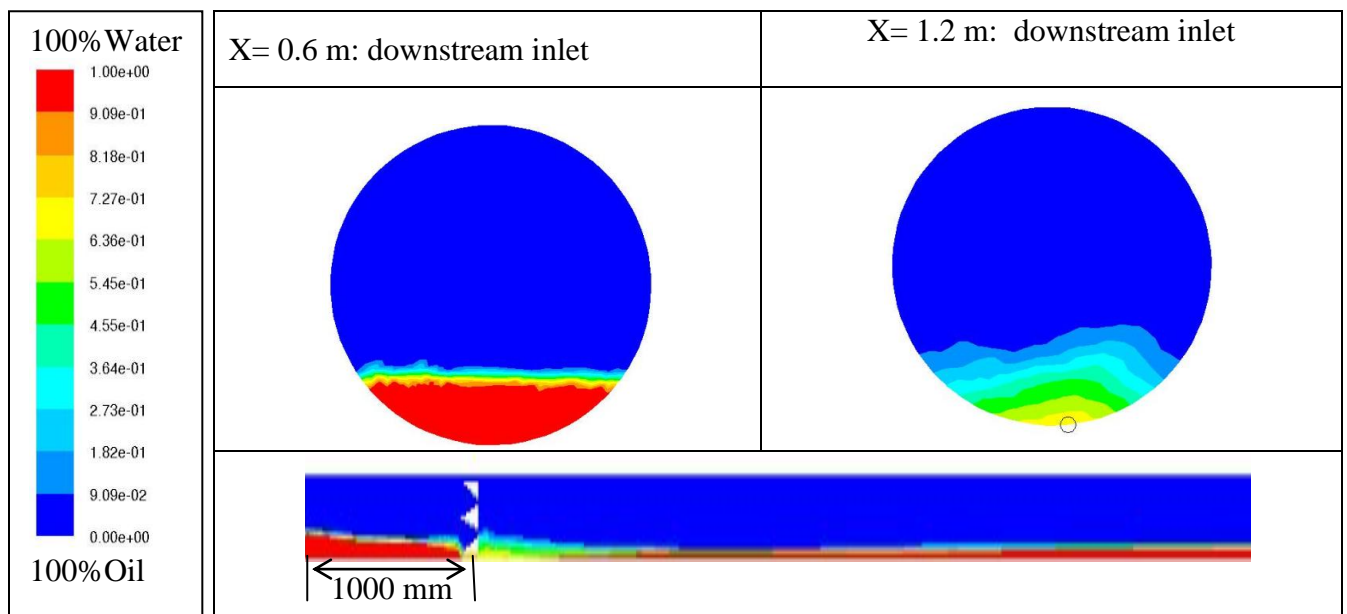 100%Water
1.00e+00
9.09e-01
8.18e-01
7.27e-01
6.36e-01
5.45e-01
4.55e-01
3.64e-01
2.73e-01
1.82e-01
9.09e-02
0.00e+00
100%Oil
X= 0.6 m: downstream inlet
X= 1.2 m: downstream inlet
1000 mm